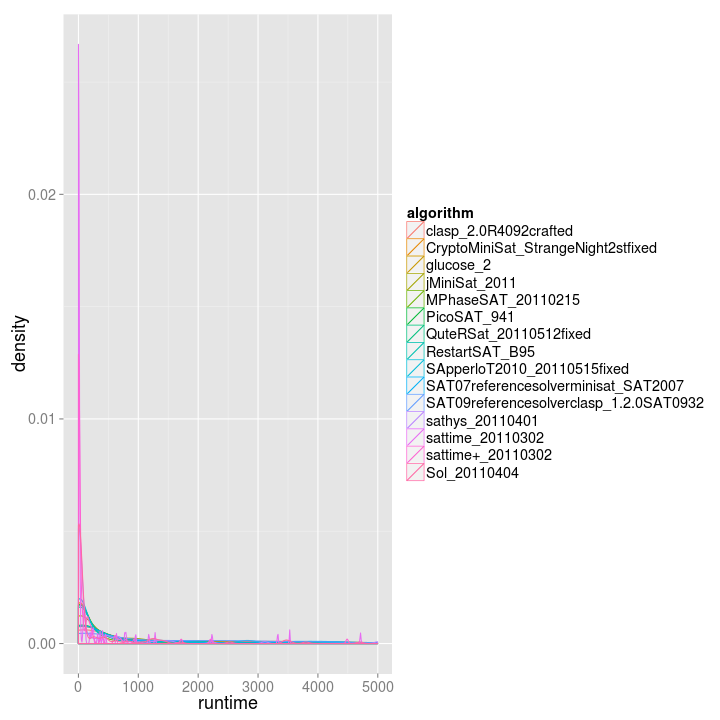 density
0.02
0.01
0.00
0 1000 2000 3000 4000 5000
runtime
algorithm
clasp_2.0R4092crafted
CryptoMiniSat_StrangeNight2stfixed
glucose_2
jMiniSat_2011
MPhaseSAT_20110215
PicoSAT_941
QuteRSat_20110512fixed
RestartSAT_B95
SApperloT2010_20110515fixed
SAT07referencesolverminisat_SAT2007
SAT09referencesolverclasp_1.2.0SAT0932
sathys_20110401
sattime_20110302
sattime+_20110302
Sol_20110404